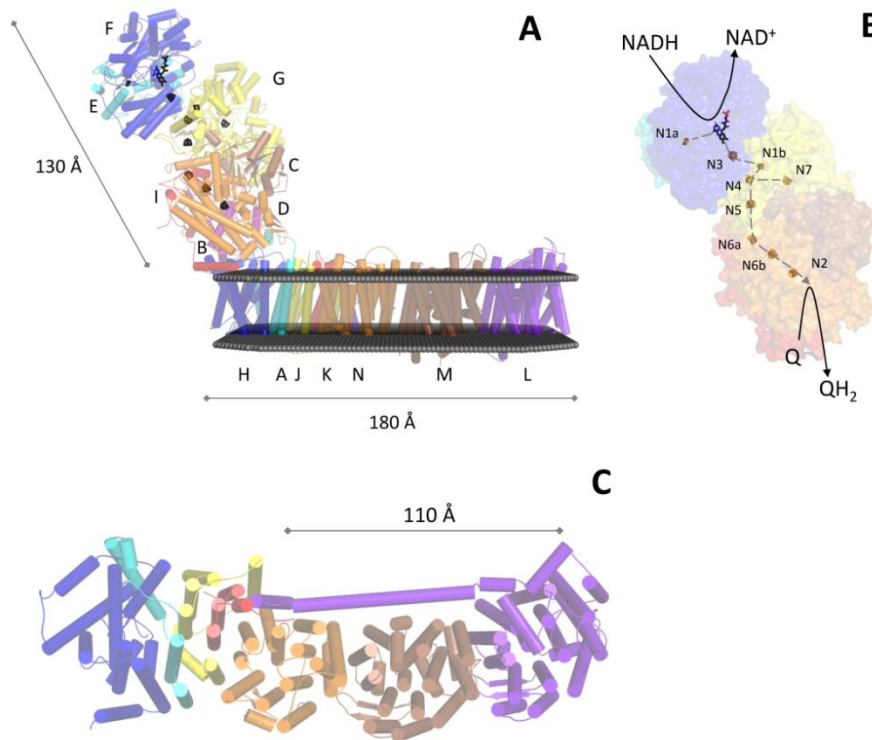 A
F
G
E
130 Å
C
I
D
B
H A J K N M L
180 Å
B
NADH NAD⁺
N1a
N3
N1b
N4
N7
N5
N6a
N6b
N2
Q
QH₂
C
110 Å